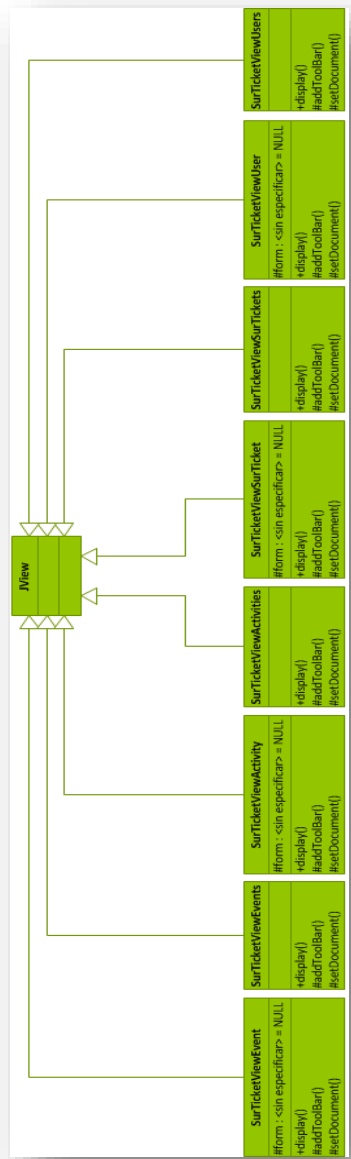 JView
SurTicketViewEvent
#form : <sin especificar> = NULL
+display()
#addToolBar()
#setDocument()
SurTicketViewEvents
+display()
#addToolBar()
#setDocument()
SurTicketViewActivity
#form : <sin especificar> = NULL
+display()
#addToolBar()
#setDocument()
SurTicketViewActivities
+display()
#addToolBar()
#setDocument()
SurTicketViewSurTicket
#form : <sin especificar> = NULL
+display()
#addToolBar()
#setDocument()
SurTicketViewSurTickets
+display()
#addToolBar()
#setDocument()
SurTicketViewUser
#form : <sin especificar> = NULL
+display()
#addToolBar()
#setDocument()
SurTicketViewUsers
+display()
#addToolBar()
#setDocument()